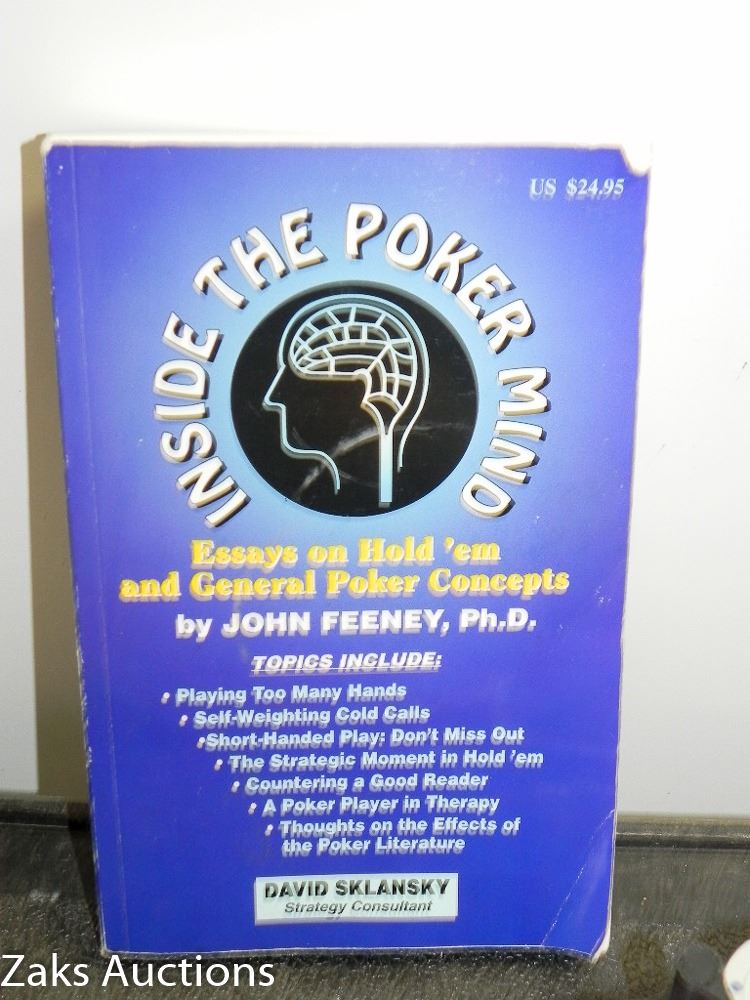 US $24.95
INSIDE THE POKER MIND
Essays on Hold 'em
and General Poker Concepts
by JOHN FEENEY, Ph.D.
TOPICS INCLUDE:
• Playing Too Many Hands
• Self-Weighting Cold Calls
• Short-Handed Play: Don't Miss Out
• The Strategic Moment in Hold 'em
• Countering a Good Reader
• A Poker Player in Therapy
• Thoughts on the Effects of
the Poker Literature
DAVID SKLANSKY
Strategy Consultant
Zaks Auctions